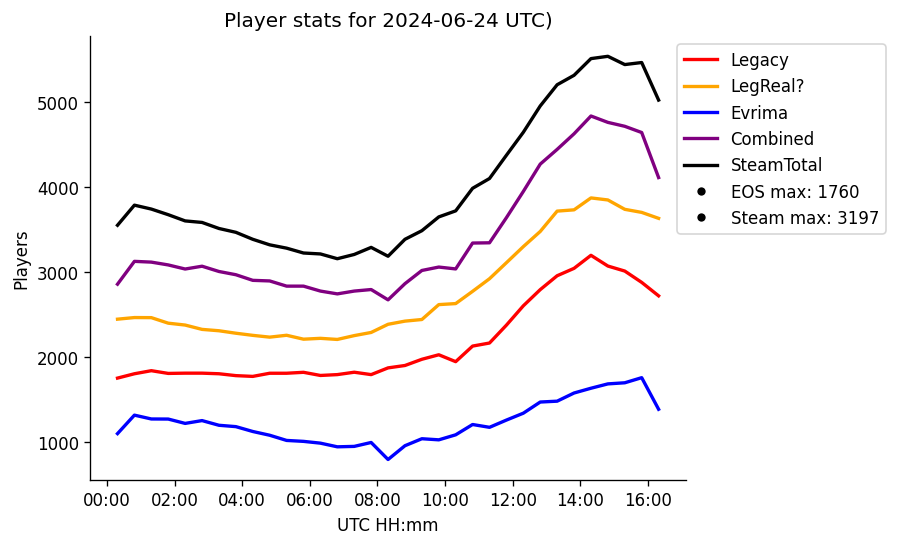 Player stats for 2024-06-24 UTC)
Legacy
LegReal?
Evrima
Combined
SteamTotal
EOS max: 1760
Steam max: 3197
Players
5000
4000
3000
2000
1000
00:00 02:00 04:00 06:00 08:00 10:00 12:00 14:00 16:00
UTC HH:mm